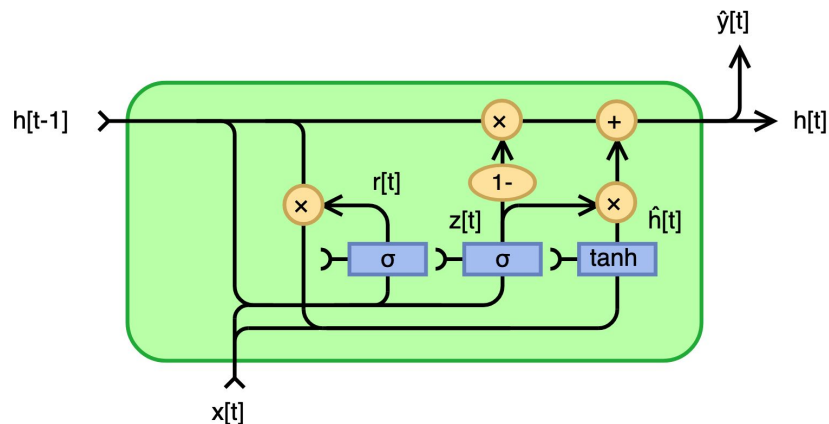 ŷ[t]
h[t-1]
×
+
h[t]
1-
r[t]
×
z[t]
×
ĥ[t]
σ
σ
tanh
x[t]